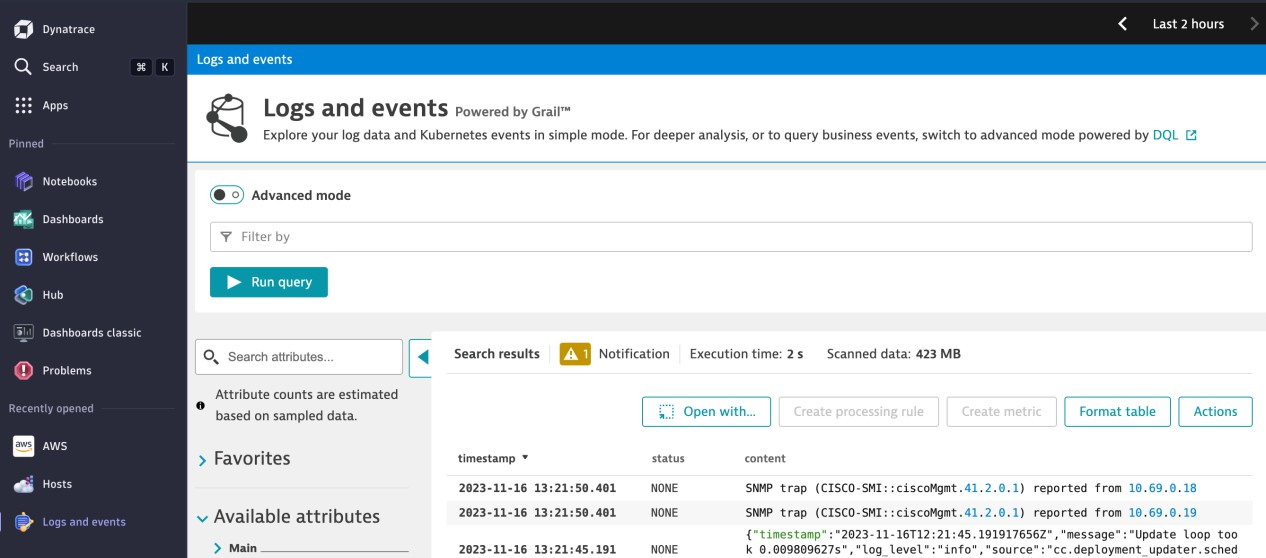 Dynatrace
Search ⌘ K
Apps
Pinned
Notebooks
Dashboards
Workflows
Hub
Dashboards classic
Problems
Recently opened
aws AWS
Hosts
Logs and events
Last 2 hours
Logs and events
Logs and events Powered by Grail™
Explore your log data and Kubernetes events in simple mode. For deeper analysis, or to query business events, switch to advanced mode powered by DQL
Advanced mode
Filter by
Run query
Search attributes...
Attribute counts are estimated
based on sampled data.
Favorites
Available attributes
Main
Search results 1 Notification Execution time: 2 s Scanned data: 423 MB
Open with... Create processing rule Create metric Format table Actions
timestamp status content
2023-11-16 13:21:50.401 NONE SNMP trap (CISCO-SMI::ciscoMgmt.41.2.0.1) reported from 10.69.0.18
2023-11-16 13:21:50.401 NONE SNMP trap (CISCO-SMI::ciscoMgmt.41.2.0.1) reported from 10.69.0.19
{"timestamp":"2023-11-16T12:21:45.191917656Z","message":"Update loop too
2023-11-16 13:21:45.191 NONE k 0.009809627s","log_level":"info","source":"cc.deployment_updater.sched